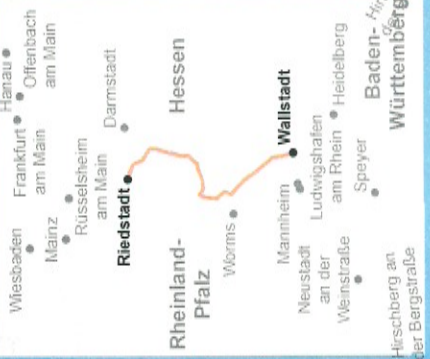 Hanau
Wiesbaden
Frankfurt
am Main
Offenbach
am Main
Mainz
Rüsselsheim
am Main
Darmstadt
Riedstadt
Hessen
Rheinland-
Pfalz
Worms
Wallstadt
Mannheim
Ludwigshafen
am Rhein
Heidelberg
Neustadt
an der
Weinstraße
Speyer
Baden-
Württemberg
Hirschberg an
der Bergstraße